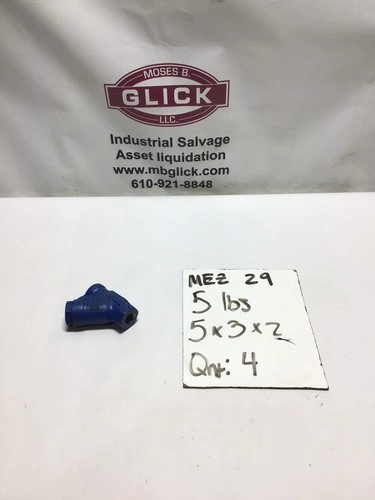 MOSES B.
GLICK
LLC.
Industrial Salvage
Asset liquidation
www.mbglick.com
610-921-8848
MEZ 29
5 lbs
5x3x2
Qnt: 4